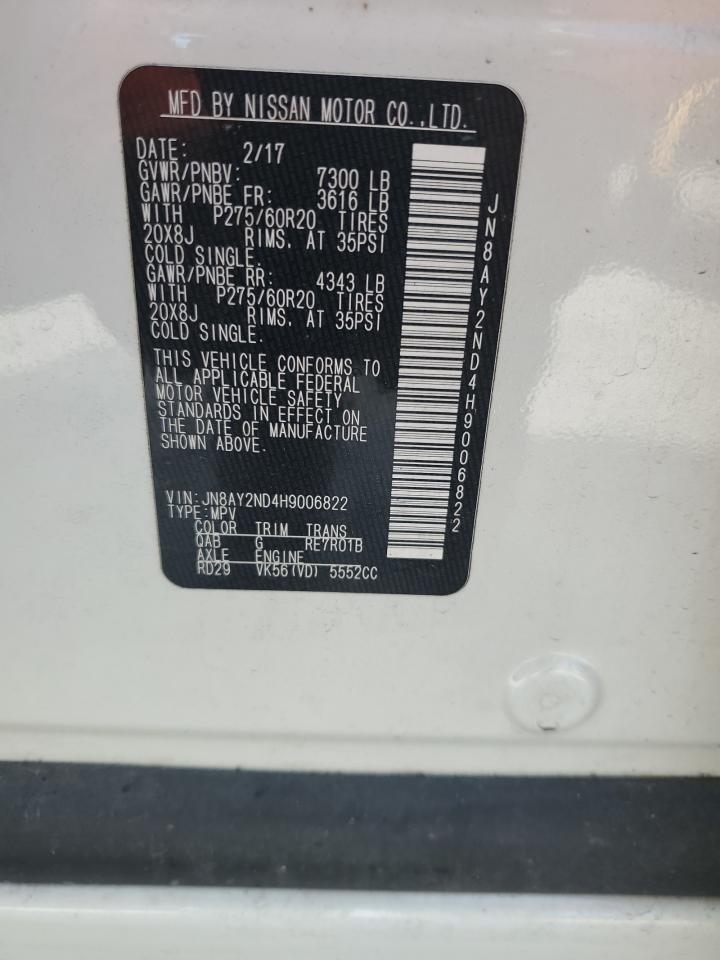 MFD BY NISSAN MOTOR CO.,LTD.
DATE: 2/17
GVWR/PNBV: 7300 LB
GAWR/PNBE FR: 3616 LB
WITH P275/60R20 TIRES
20X8J RIMS. AT 35PSI
COLD SINGLE.
GAWR/PNBE RR: 4343 LB
WITH P275/60R20 TIRES
20X8J RIMS. AT 35PSI
COLD SINGLE.
THIS VEHICLE CONFORMS TO
ALL APPLICABLE FEDERAL
MOTOR VEHICLE SAFETY
STANDARDS IN EFFECT ON
THE DATE OF MANUFACTURE
SHOWN ABOVE.
VIN:JN8AY2ND4H9006822
TYPE:MPV
COLOR TRIM TRANS
QAB G RE7R01B
AXLE ENGINE
RD29 VK56(VD) 5552CC
JN8AY2ND4H9006822